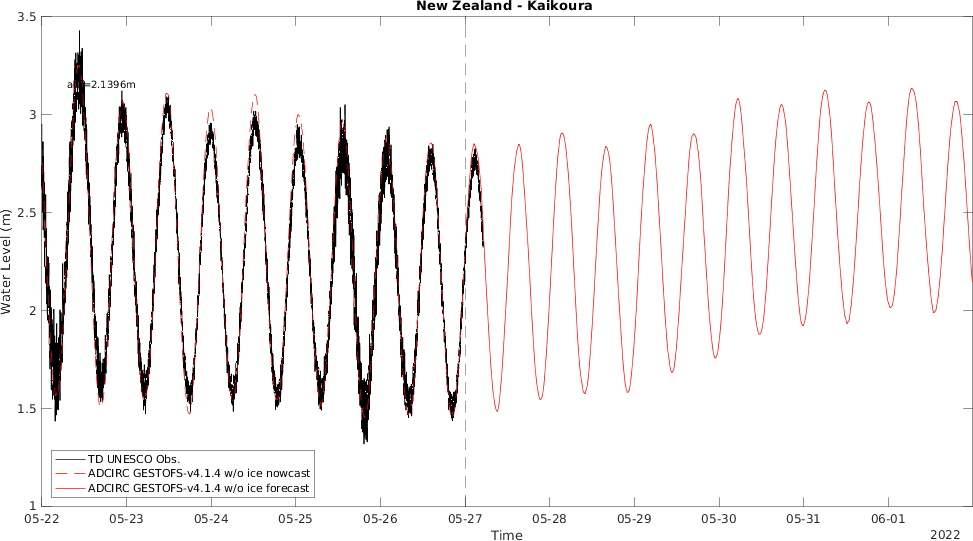 New Zealand - Kaikoura
3.5
3
2.5
2
1.5
1
Water Level (m)
=2.1396m
TD UNESCO Obs.
ADCIRC GESTOFS-v4.1.4 w/o ice nowcast
ADCIRC GESTOFS-v4.1.4 w/o ice forecast
05-22
05-23
05-24
05-25
05-26
05-27
05-28
05-29
05-30
05-31
06-01
Time
2022